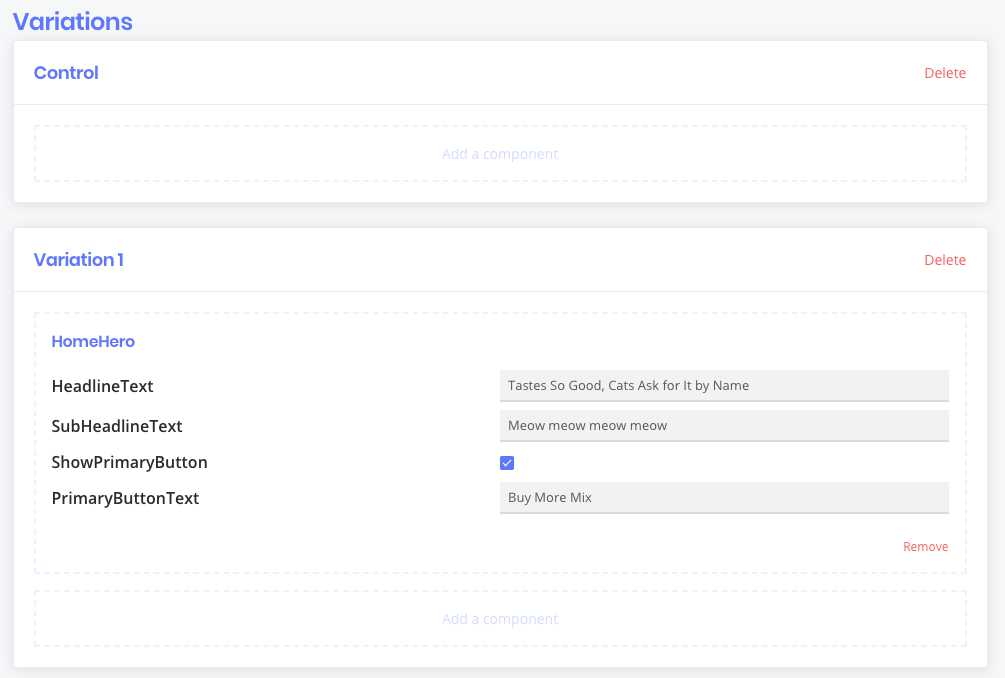 Variations
Control Delete
Add a component
Variation 1 Delete
HomeHero
HeadlineText Tastes So Good, Cats Ask for It by Name
SubHeadlineText Meow meow meow meow
ShowPrimaryButton
PrimaryButtonText Buy More Mix
Remove
Add a component